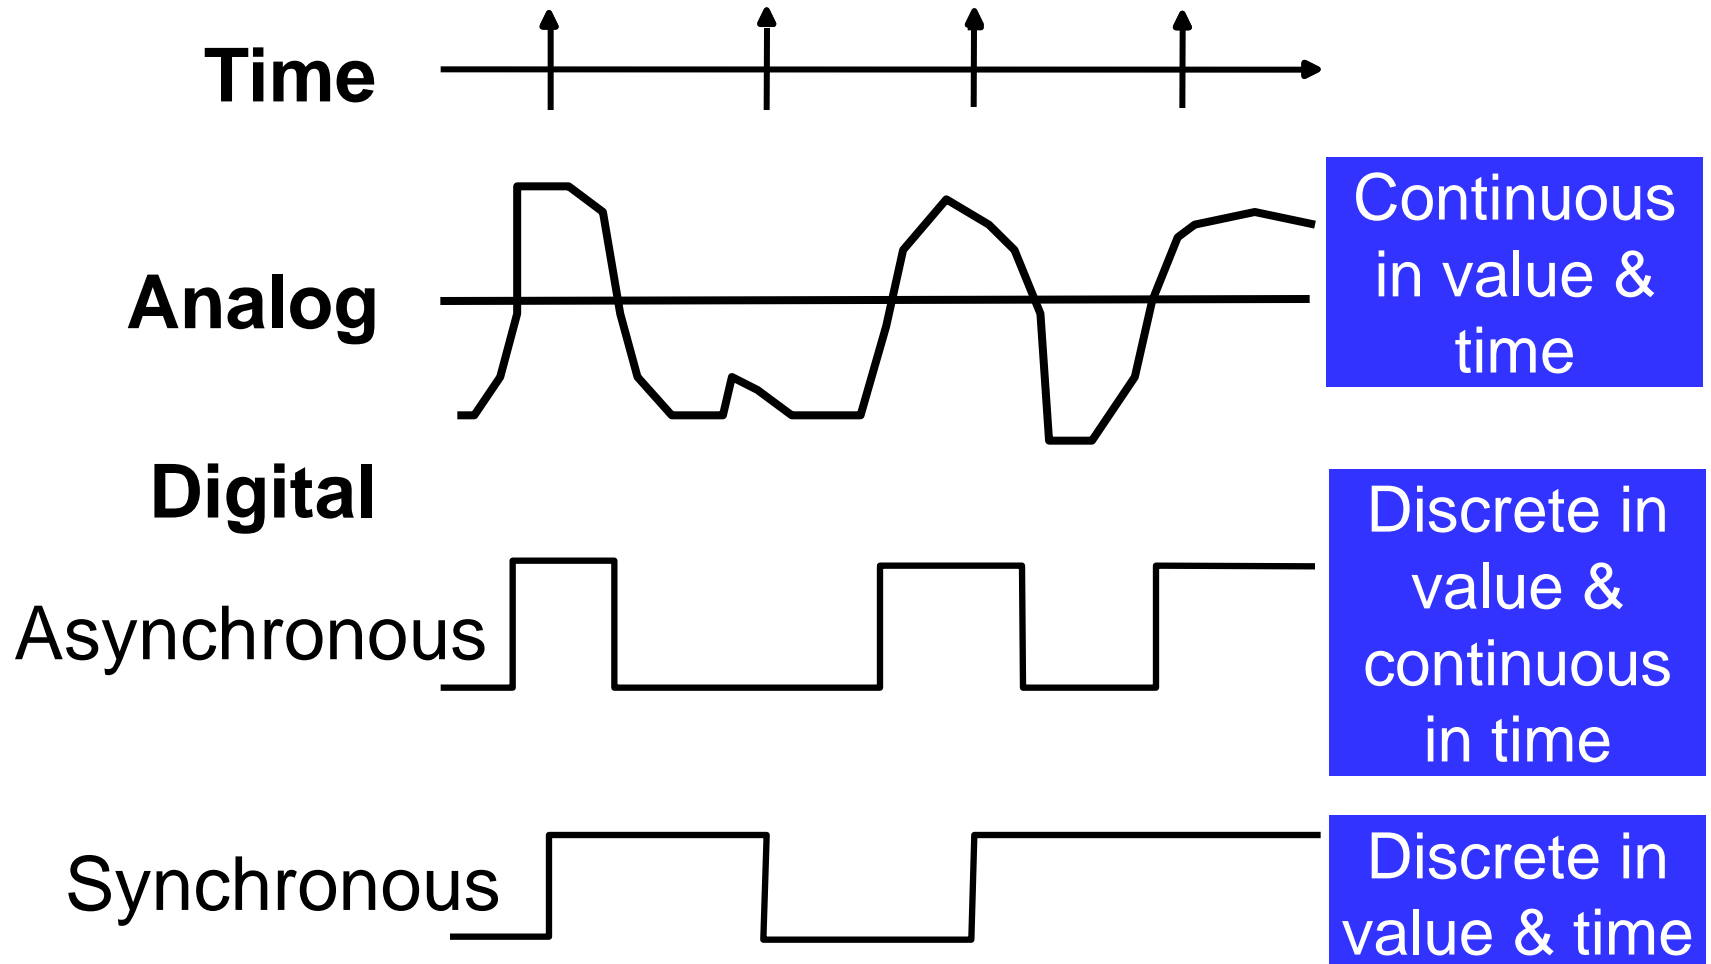 Time
Analog
Continuous
in value &
time
Digital
Asynchronous
Discrete in
value &
continuous
in time
Synchronous
Discrete in
value & time